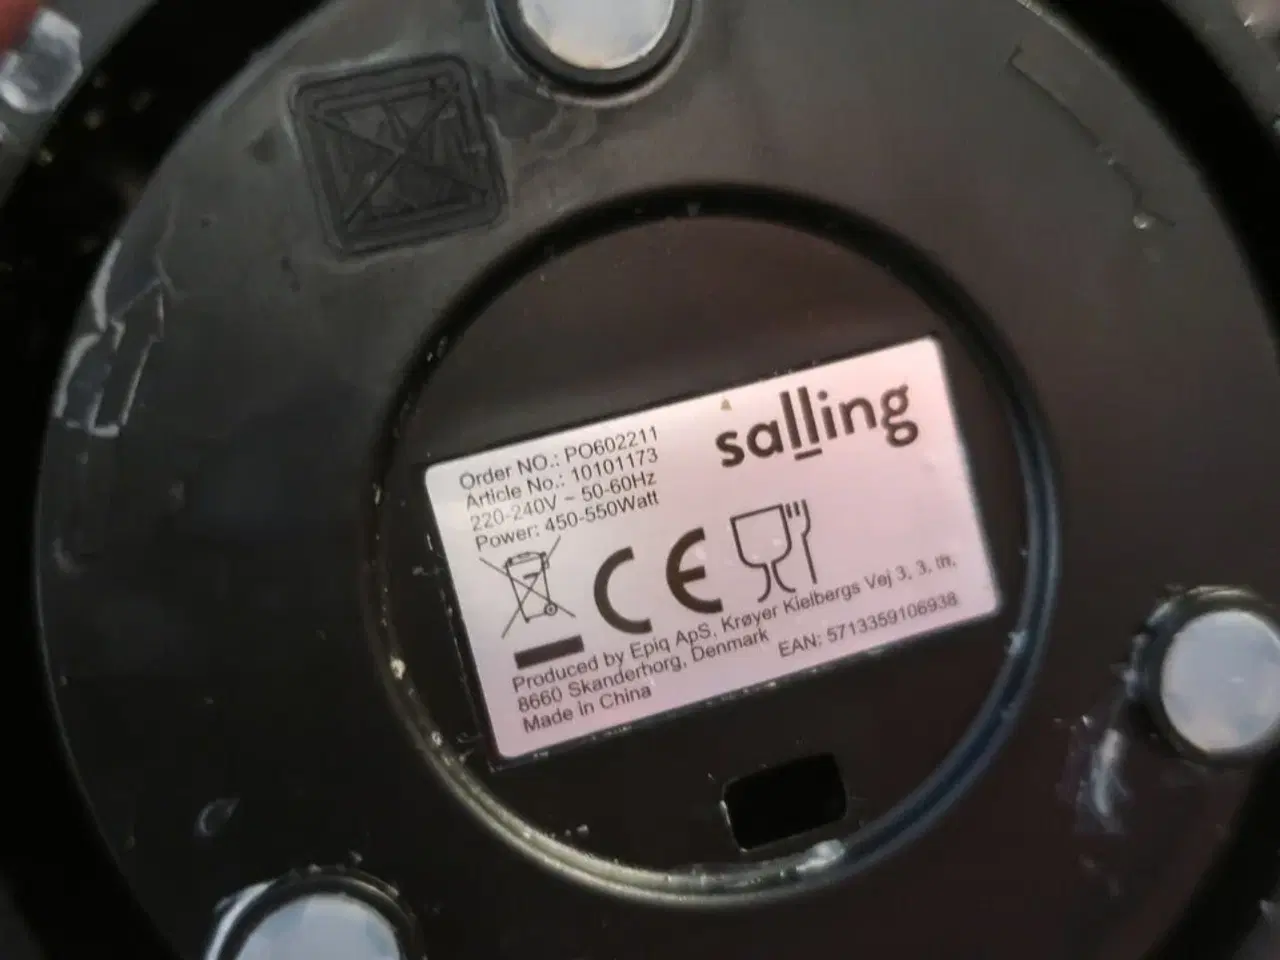 salling
Order NO.: PO602211
Article No.: 10101173
220-240V ~ 50-60Hz
Power: 450-550Watt
CE
Produced by Epiq ApS, Krøyer Kielbergs Vej 3, 3. th,
8660 Skanderborg, Denmark
EAN: 5713359106938
Made in China